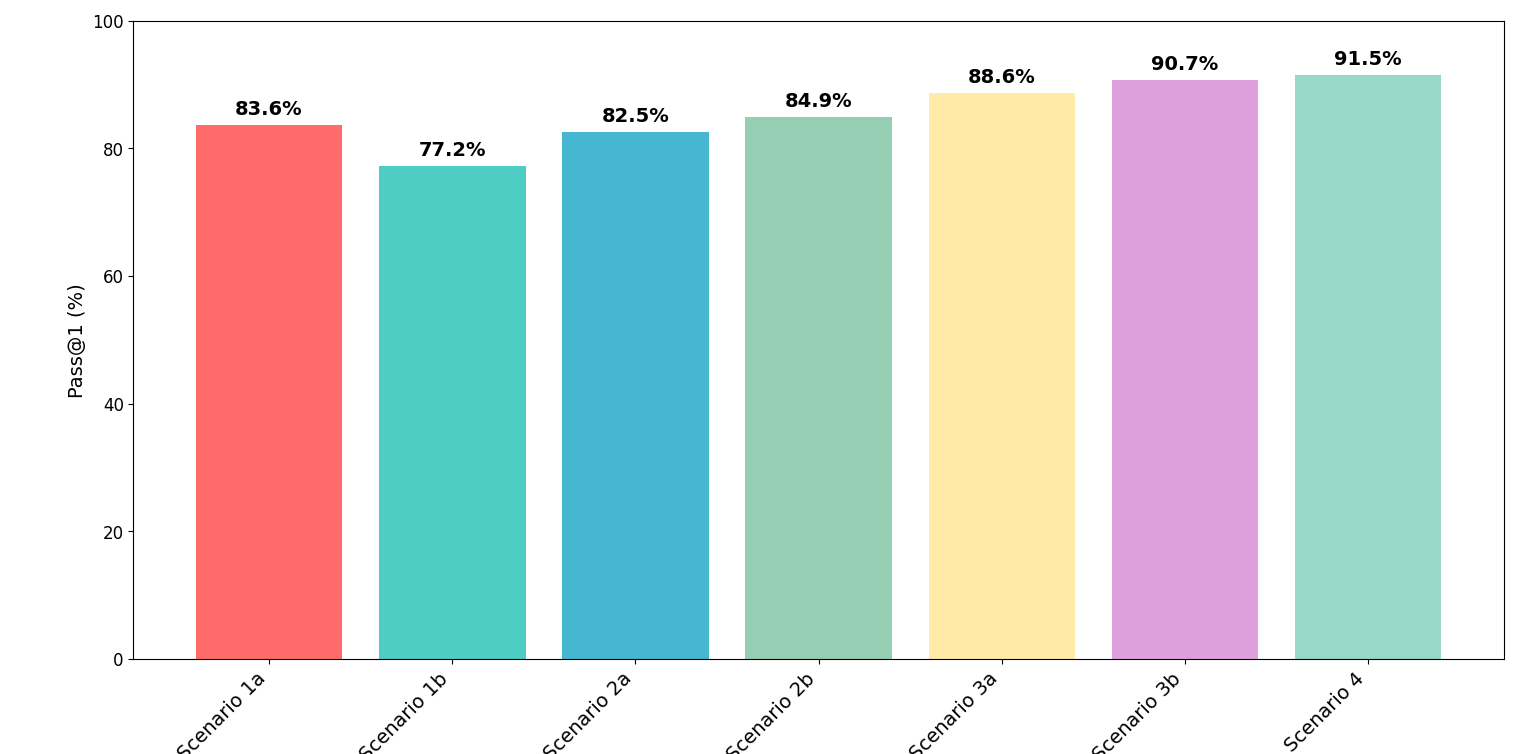 100
80
60
40
20
0
Pass@1 (%)
83.6%
77.2%
82.5%
84.9%
88.6%
90.7%
91.5%
Scenario 1a
Scenario 1b
Scenario 2a
Scenario 2b
Scenario 3a
Scenario 3b
Scenario 4